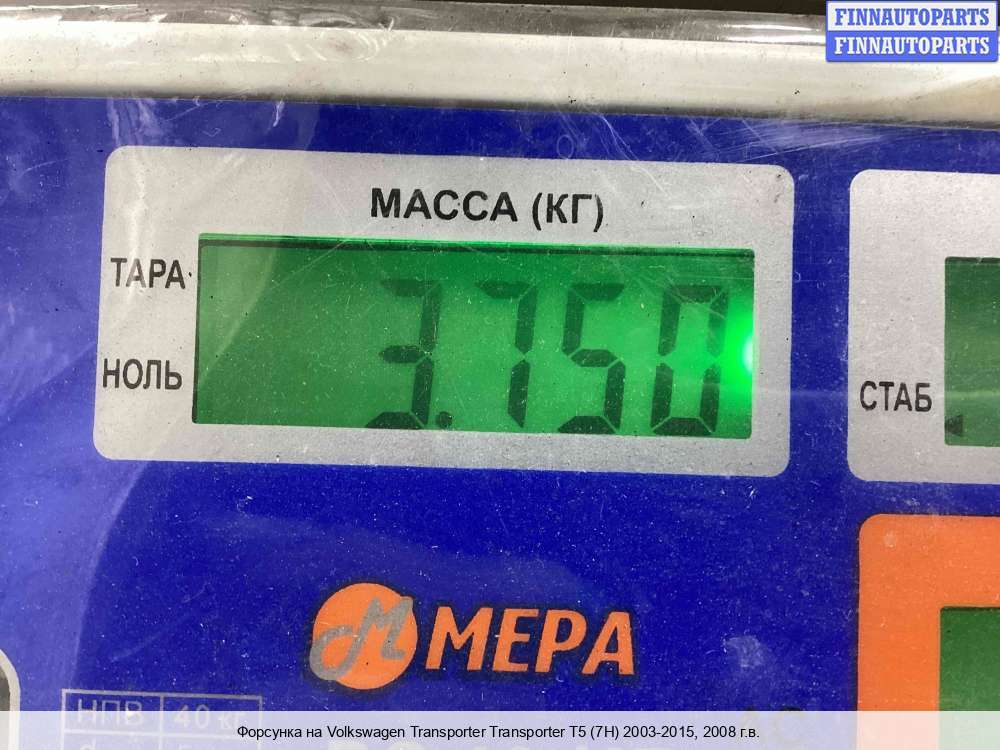 FINNAUTOPARTS
FINNAUTOPARTS
МАССА (КГ)
ТАРА
3.750
НОЛЬ
СТАБ
МЕРА
НПВ 40 кг
Форсунка на Volkswagen Transporter Transporter T5 (7H) 2003-2015, 2008 г.в.